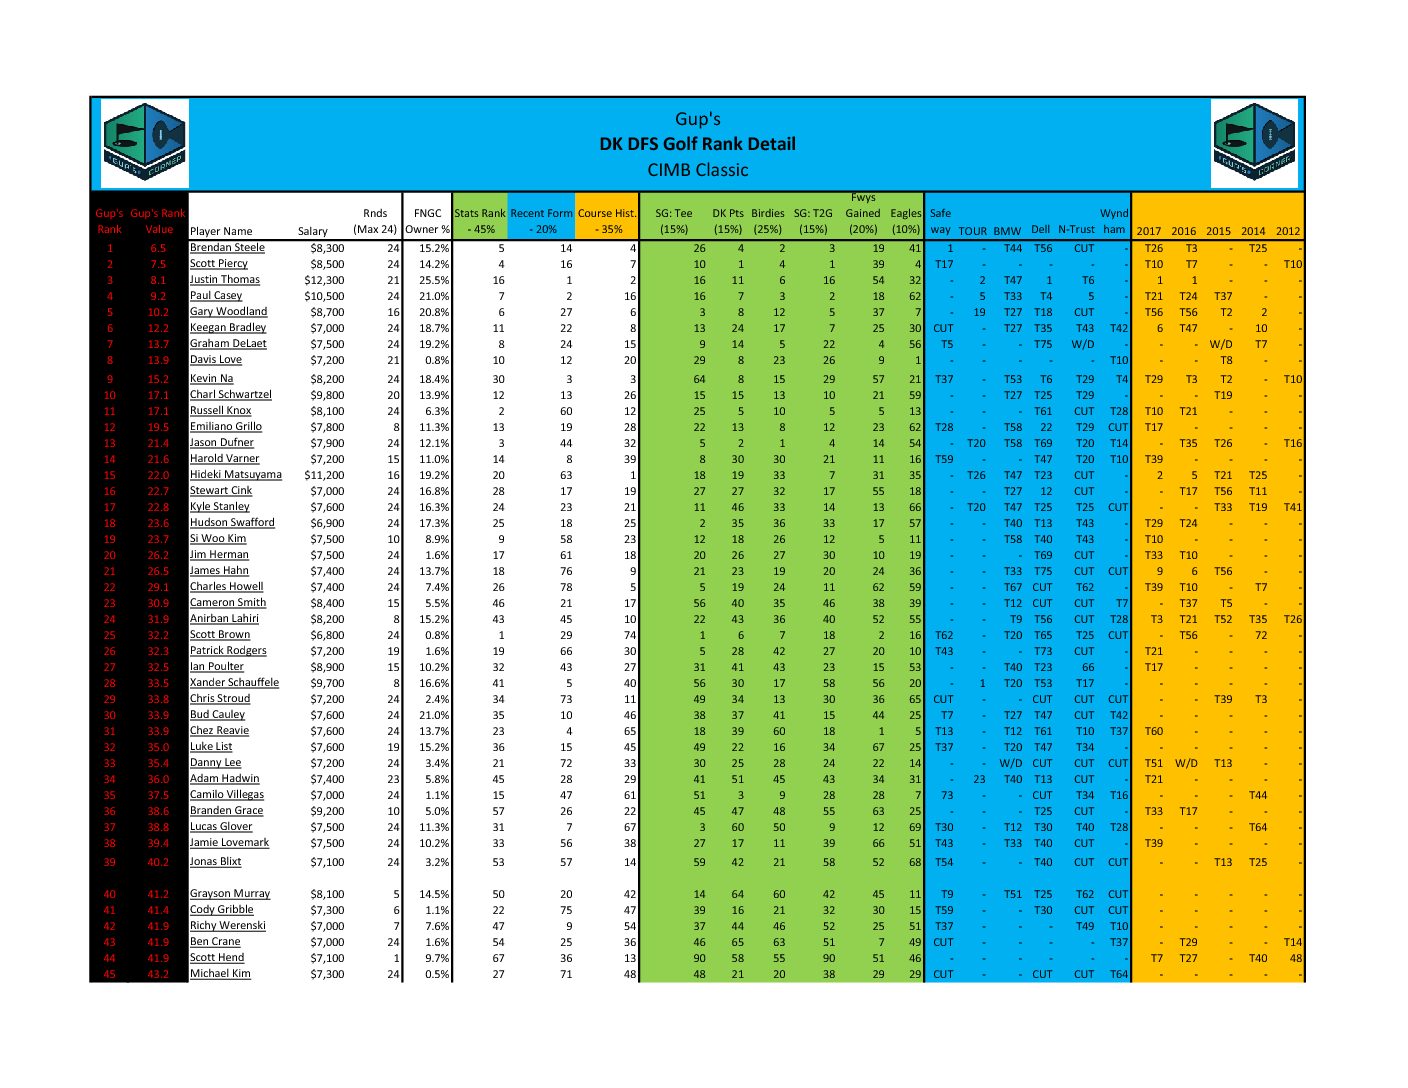 Gup's
DK DFS Golf Rank Detail
CIMB Classic
GUP'S CORNER
GUP'S CORNER
Gup's Rank Gup's Rank Value Player Name Salary Rnds (Max 24) FNGC Owner % Stats Rank - 45% Recent Form - 20% Course Hist. - 35% SG: Tee (15%) DK Pts (15%) Birdies (25%) SG: T2G (15%) Fwys Gained (20%) Eagles (10%) Safe way TOUR BMW Dell N-Trust Wynd ham 2017 2016 2015 2014 2012
1 6.5 Brendan Steele $8,300 24 15.2% 5 14 4 26 4 2 3 19 41 1 - T44 T56 CUT - T26 T3 - T25 -
2 7.5 Scott Piercy $8,500 24 14.2% 4 16 7 10 1 4 1 39 4 T17 - - - - - T10 T7 - - T10
3 8.1 Justin Thomas $12,300 21 25.5% 16 1 2 16 11 6 16 54 32 - 2 T47 1 T6 - 1 1 - - -
4 9.2 Paul Casey $10,500 24 21.0% 7 2 16 16 7 3 2 18 62 - 5 T33 T4 5 - T21 T24 T37 - -
5 10.2 Gary Woodland $8,700 16 20.8% 6 27 6 3 8 12 5 37 7 - 19 T27 T18 CUT - T56 T56 T2 2 -
6 12.2 Keegan Bradley $7,000 24 18.7% 11 22 8 13 24 17 7 25 30 CUT - T27 T35 T43 T42 6 T47 - 10 -
7 13.7 Graham DeLaet $7,500 24 19.2% 8 24 15 9 14 5 22 4 56 T5 - - T75 W/D - - - W/D T7 -
8 13.9 Davis Love $7,200 21 0.8% 10 12 20 29 8 23 26 9 1 - - - - - T10 - - T8 - -
9 15.2 Kevin Na $8,200 24 18.4% 30 3 3 64 8 15 29 57 21 T37 - T53 T6 T29 T4 T29 T3 T2 - T10
10 17.1 Charl Schwartzel $9,800 20 13.9% 12 13 26 15 15 13 10 21 59 - - T27 T25 T29 - - - T19 - -
11 17.1 Russell Knox $8,100 24 6.3% 2 60 12 25 5 10 5 5 13 - - - T61 CUT T28 T10 T21 - - -
12 19.5 Emiliano Grillo $7,800 8 11.3% 13 19 28 22 13 8 12 23 62 T28 - T58 22 T29 CUT T17 - - - -
13 21.4 Jason Dufner $7,900 24 12.1% 3 44 32 5 2 1 4 14 54 - T20 T58 T69 T20 T14 - T35 T26 - T16
14 21.6 Harold Varner $7,200 15 11.0% 14 8 39 8 30 30 21 11 16 T59 - - T47 T20 T10 T39 - - - -
15 22.0 Hideki Matsuyama $11,200 16 19.2% 20 63 1 18 19 33 7 31 35 - T26 T47 T23 CUT - 2 5 T21 T25 -
16 22.7 Stewart Cink $7,000 24 16.8% 28 17 19 27 27 32 17 55 18 - - T27 12 CUT - - T17 T56 T11 -
17 22.8 Kyle Stanley $7,600 24 16.3% 24 23 21 11 46 33 14 13 66 - T20 T47 T25 T25 CUT - - T33 T19 T41
18 23.6 Hudson Swafford $6,900 24 17.3% 25 18 25 2 35 36 33 17 57 - - T40 T13 T43 - T29 T24 - - -
19 23.7 Si Woo Kim $7,500 10 8.9% 9 58 23 12 18 26 12 5 11 - - T58 T40 T43 - T10 - - - -
20 26.2 Jim Herman $7,500 24 1.6% 17 61 18 20 26 27 30 10 19 - - - T69 CUT - T33 T10 - - -
21 26.5 James Hahn $7,400 24 13.7% 18 76 9 21 23 19 20 24 36 - - T33 T75 CUT CUT 9 6 T56 - -
22 29.1 Charles Howell $7,400 24 7.4% 26 78 5 5 19 24 11 62 59 - - T67 CUT T62 - T39 T10 - T7 -
23 30.9 Cameron Smith $8,400 15 5.5% 46 21 17 56 40 35 46 38 39 - - T12 CUT CUT T7 - T37 T5 - -
24 31.9 Anirban Lahiri $8,200 8 15.2% 43 45 10 22 43 36 40 52 55 - - T9 T56 CUT T28 T3 T21 T52 T35 T26
25 32.2 Scott Brown $6,800 24 0.8% 1 29 74 1 6 7 18 2 16 T62 - T20 T65 T25 CUT - T56 - 72 -
26 32.3 Patrick Rodgers $7,200 19 1.6% 19 66 30 5 28 42 27 20 10 T43 - - T73 CUT - T21 - - - -
27 32.5 Ian Poulter $8,900 15 10.2% 32 43 27 31 41 43 23 15 53 - - T40 T23 66 - T17 - - - -
28 33.5 Xander Schauffele $9,700 8 16.6% 41 5 40 56 30 17 58 56 20 - 1 T20 T53 T17 - - - - - -
29 33.8 Chris Stroud $7,200 24 2.4% 34 73 11 49 34 13 30 36 65 CUT - - CUT CUT CUT - - T39 T3 -
30 33.9 Bud Cauley $7,600 24 21.0% 35 10 46 38 37 41 15 44 25 T7 - T27 T47 CUT T42 - - - - -
31 33.9 Chez Reavie $7,600 24 13.7% 23 4 65 18 39 60 18 1 5 T13 - T12 T61 T10 T37 T60 - - - -
32 35.0 Luke List $7,600 19 15.2% 36 15 45 49 22 16 34 67 25 T37 - T20 T47 T34 - - - - - -
33 35.4 Danny Lee $7,200 24 3.4% 21 72 33 30 25 28 24 22 14 - - W/D CUT CUT CUT T51 W/D T13 - -
34 36.0 Adam Hadwin $7,400 23 5.8% 45 28 29 41 51 45 43 34 31 - 23 T40 T13 CUT - T21 - - - -
35 37.5 Camilo Villegas $7,000 24 1.1% 15 47 61 51 3 9 28 28 7 73 - - CUT T34 T16 - - - T44 -
36 38.6 Branden Grace $9,200 10 5.0% 57 26 22 45 47 48 55 63 25 - - - T25 CUT - T33 T17 - - -
37 38.8 Lucas Glover $7,500 24 11.3% 31 7 67 3 60 50 9 12 69 T30 - T12 T30 T40 T28 - - - T64 -
38 39.4 Jamie Lovemark $7,500 24 10.2% 33 56 38 27 17 11 39 66 51 T43 - T33 T40 CUT - T39 - - - -
39 40.2 Jonas Blixt $7,100 24 3.2% 53 57 14 59 42 21 58 52 68 T54 - - T40 CUT CUT - - T13 T25 -
40 41.2 Grayson Murray $8,100 5 14.5% 50 20 42 14 64 60 42 45 11 T9 - T51 T25 T62 CUT - - - - -
41 41.4 Cody Gribble $7,300 6 1.1% 22 75 47 39 16 21 32 30 15 T59 - - T30 CUT CUT - - - - -
42 41.9 Richy Werenski $7,000 7 7.6% 47 9 54 37 44 46 52 25 51 T37 - - - T49 T10 - - - - -
43 41.9 Ben Crane $7,000 24 1.6% 54 25 36 46 65 63 51 7 49 CUT - - - - T37 - T29 - - T14
44 41.9 Scott Hend $7,100 1 9.7% 67 36 13 90 58 55 90 51 46 - - - - - - T7 T27 - T40 48
45 43.2 Michael Kim $7,300 24 0.5% 27 71 48 48 21 20 38 29 29 CUT - - CUT CUT T64 - - - - -